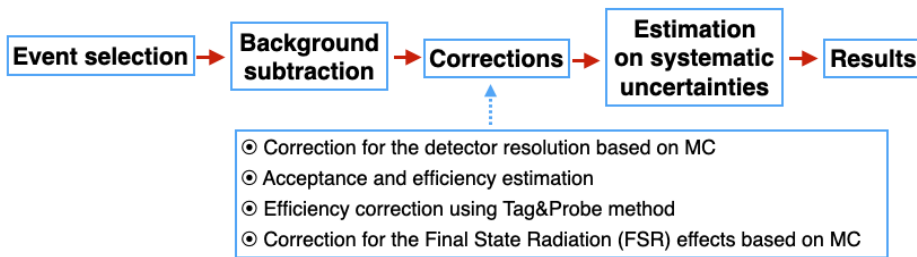 Event selection
Background
subtraction
Corrections
Estimation
on systematic
uncertainties
Results
⦿ Correction for the detector resolution based on MC
⦿ Acceptance and efficiency estimation
⦿ Efficiency correction using Tag&Probe method
⦿ Correction for the Final State Radiation (FSR) effects based on MC